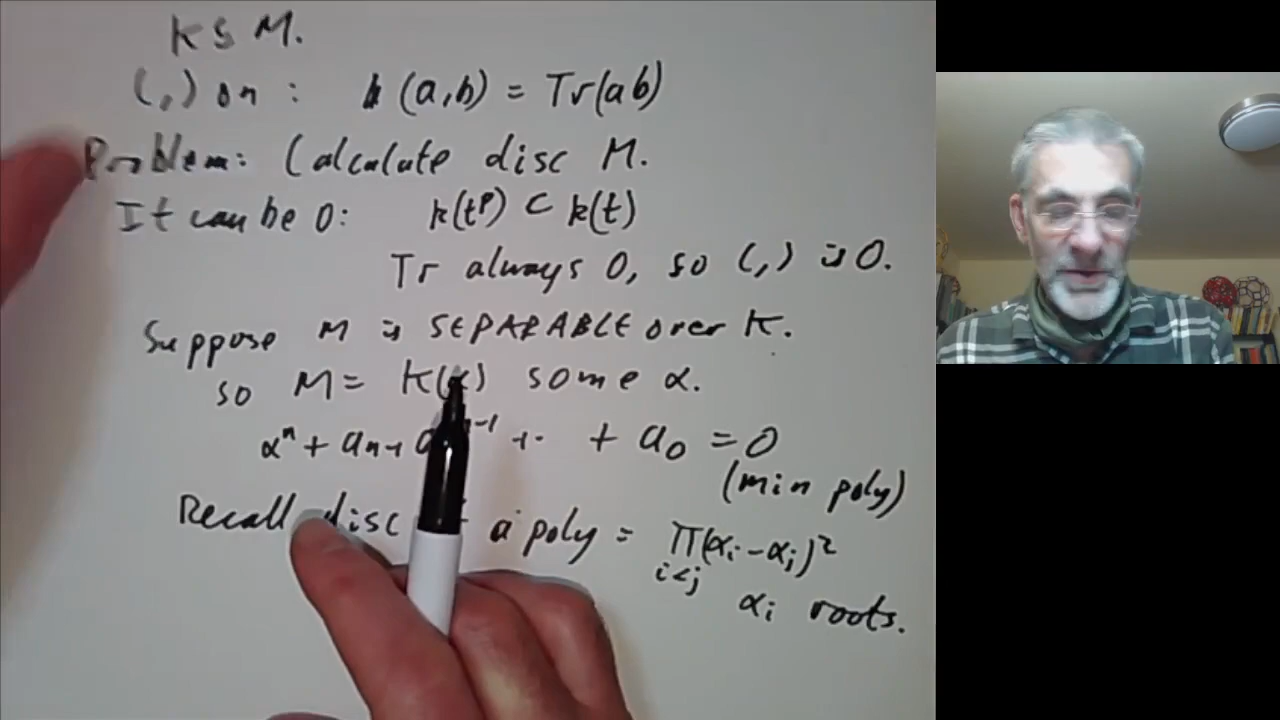 K ⊆ M.
(,) on : (a,b) = Tr(ab)
Problem: Calculate disc M.
It can be 0: k(t^p) ⊂ k(t)
Tr always 0, so (,) is 0.
Suppose M is SEPARABLE over K.
so M = K(α) some α.
α^n + a_{n-1} α^{n-1} + .. + a_0 = 0
(min poly)
Recall disc a poly = ∏_{i<j} (α_i - α_j)^2
α_i roots.